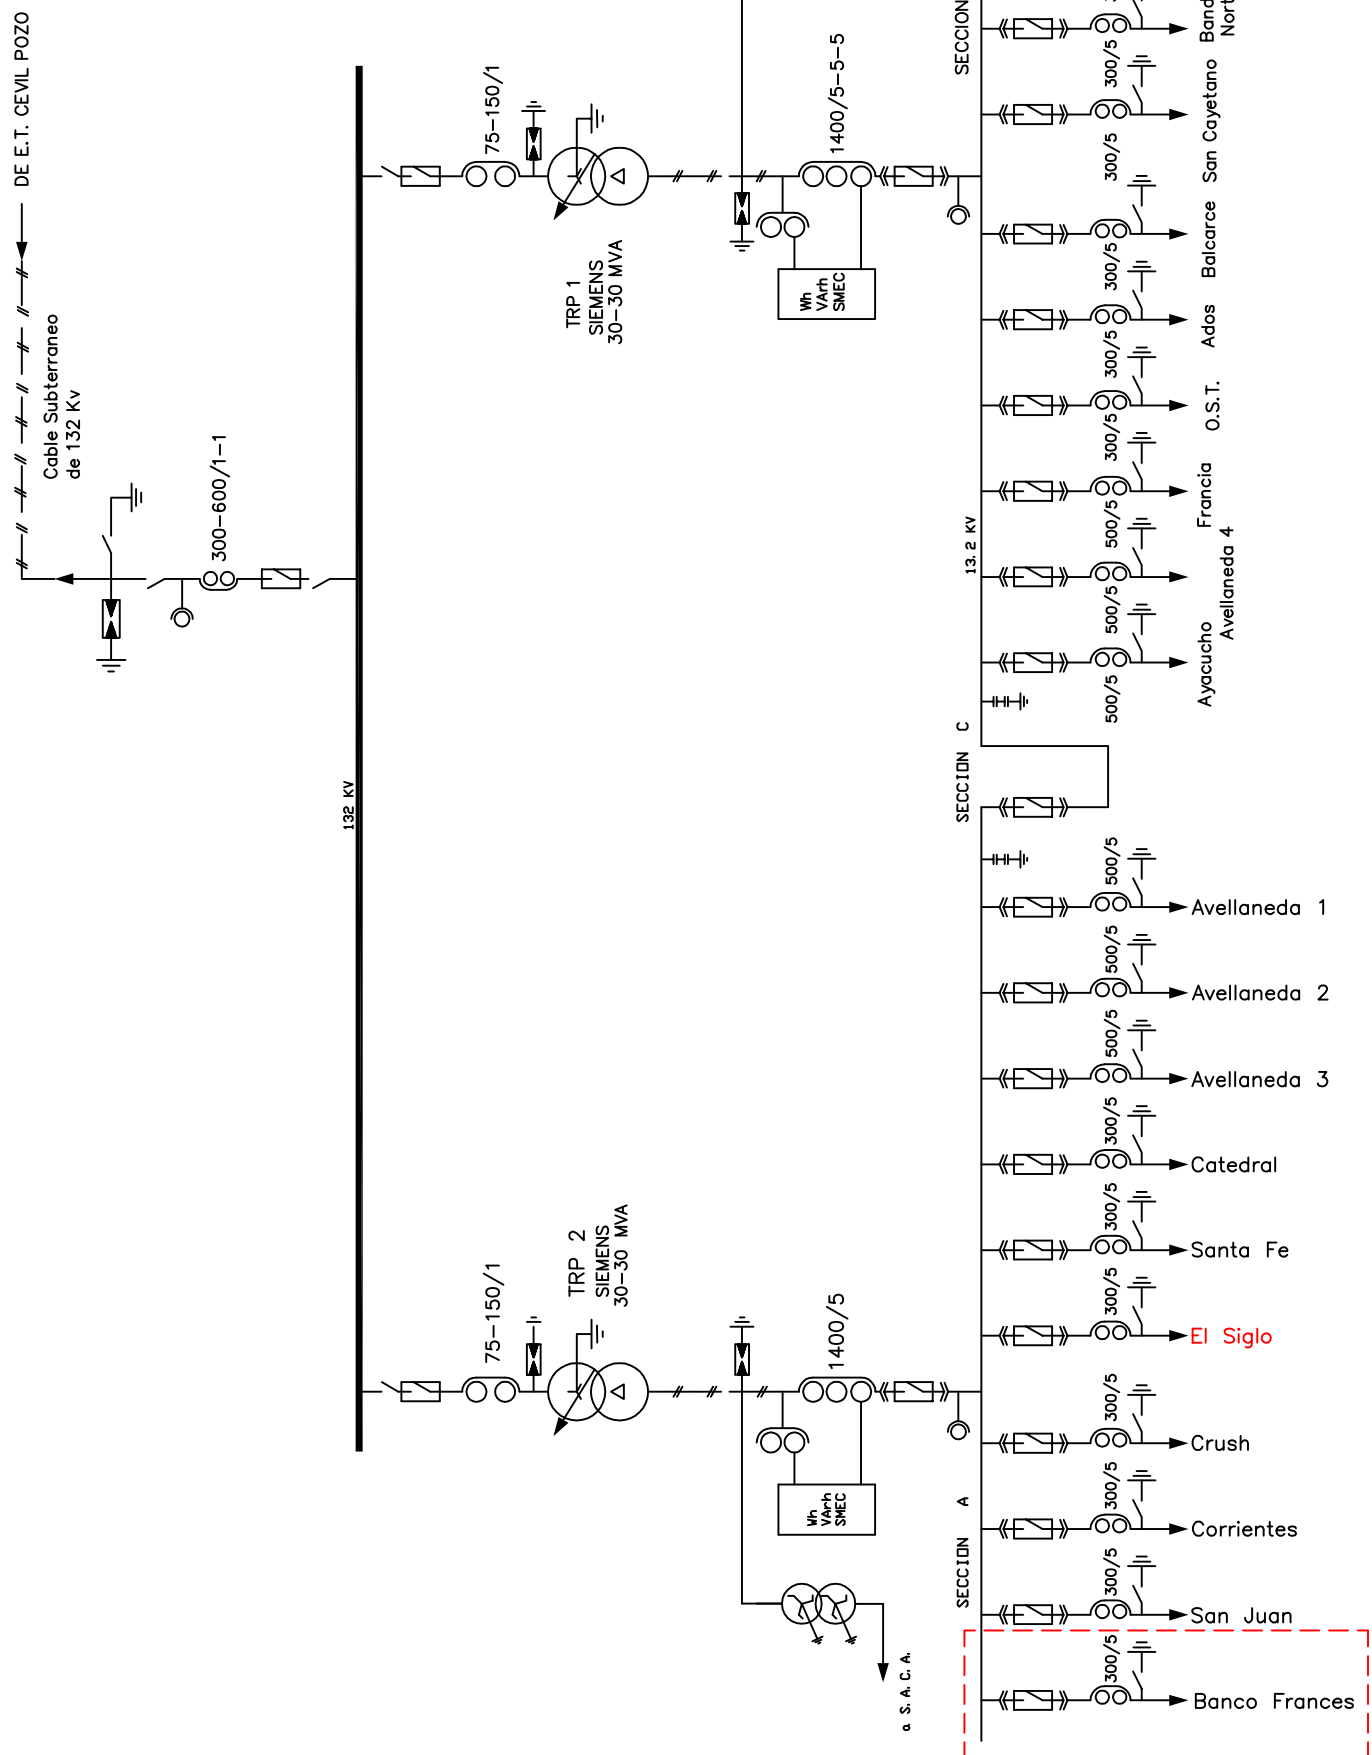 DE E.T. CEVIL POZO
Cable Subterraneo
de 132 Kv
300-600/1-1
132 KV
75-150/1
TRP 1
SIEMENS
30-30 MVA
1400/5-5-5
Wh
VArh
SMEC
SECCION
13.2 KV
300/5
Nort
300/5
San Cayetano
300/5
Balcarce
300/5
Ados
300/5
O.S.T.
500/5
Francia
500/5
Avellaneda 4
500/5
Ayacucho
SECCION C
500/5
Avellaneda 1
500/5
Avellaneda 2
500/5
Avellaneda 3
300/5
Catedral
300/5
Santa Fe
300/5
El Siglo
75-150/1
TRP 2
SIEMENS
30-30 MVA
1400/5
Wh
VArh
SMEC
SECCION A
300/5
Crush
300/5
Corrientes
300/5
San Juan
300/5
Banco Frances
a S.A.C.A.